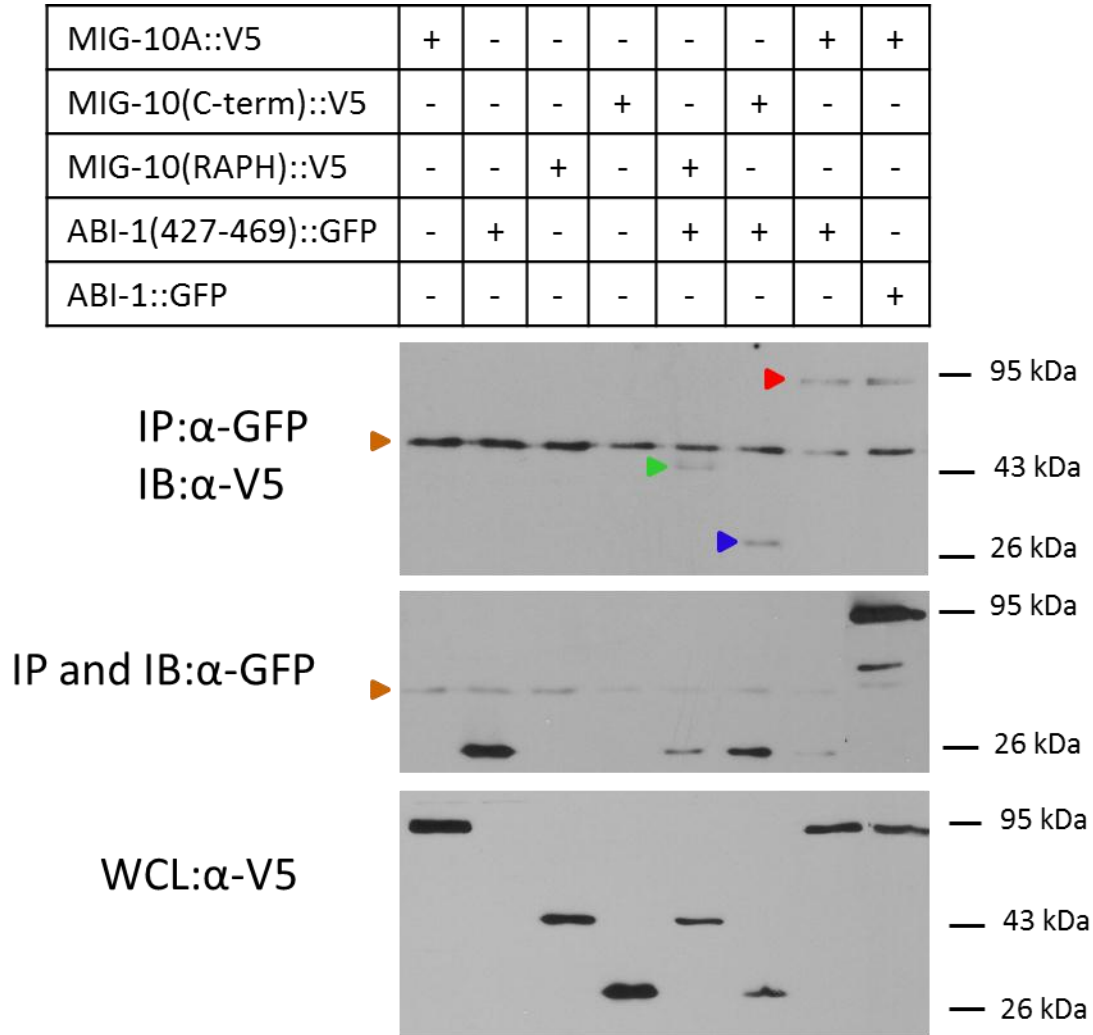 MIG-10A::V5 + - - - - - + +
MIG-10(C-term)::V5 - - - + - + - -
MIG-10(RAPH)::V5 - - + - + - - -
ABI-1(427-469)::GFP - + - - + + + -
ABI-1::GFP - - - - - - - +
IP:α-GFP
IB:α-V5
95 kDa
43 kDa
26 kDa
IP and IB:α-GFP
95 kDa
26 kDa
WCL:α-V5
95 kDa
43 kDa
26 kDa